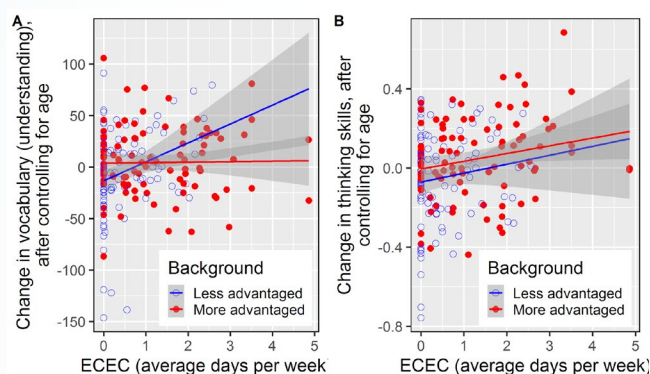 A
B
Change in vocabulary (understanding),
after controlling for age
100
50
0
-50
-100
-150
Background
Less advantaged
More advantaged
0
1
2
3
4
5
ECEC (average days per week)
Change in thinking skills, after
controlling for age
0.4
0.0
-0.4
-0.8
Background
Less advantaged
More advantaged
0
1
2
3
4
5
ECEC (average days per week)